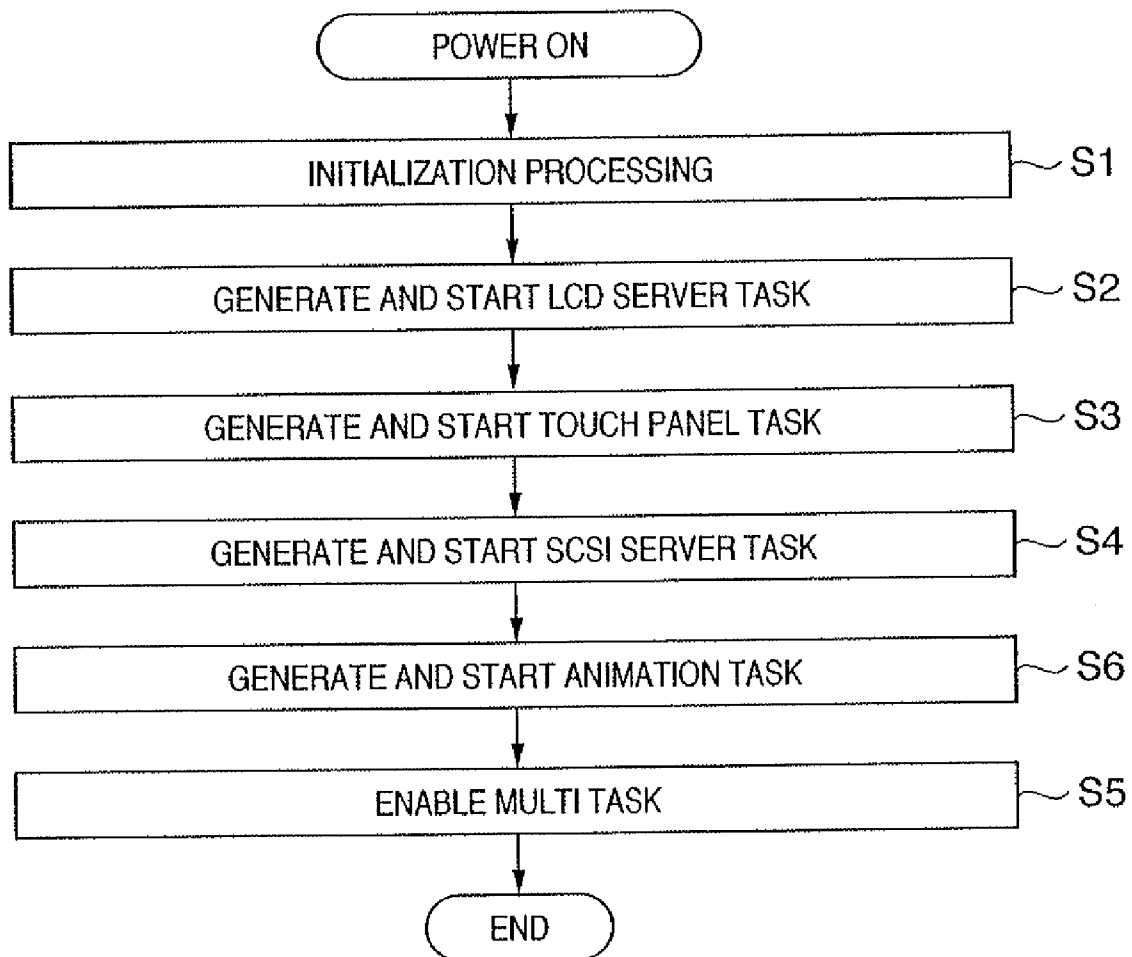 POWER ON
INITIALIZATION PROCESSING S1
GENERATE AND START LCD SERVER TASK S2
GENERATE AND START TOUCH PANEL TASK S3
GENERATE AND START SCSI SERVER TASK S4
GENERATE AND START ANIMATION TASK S6
ENABLE MULTI TASK S5
END